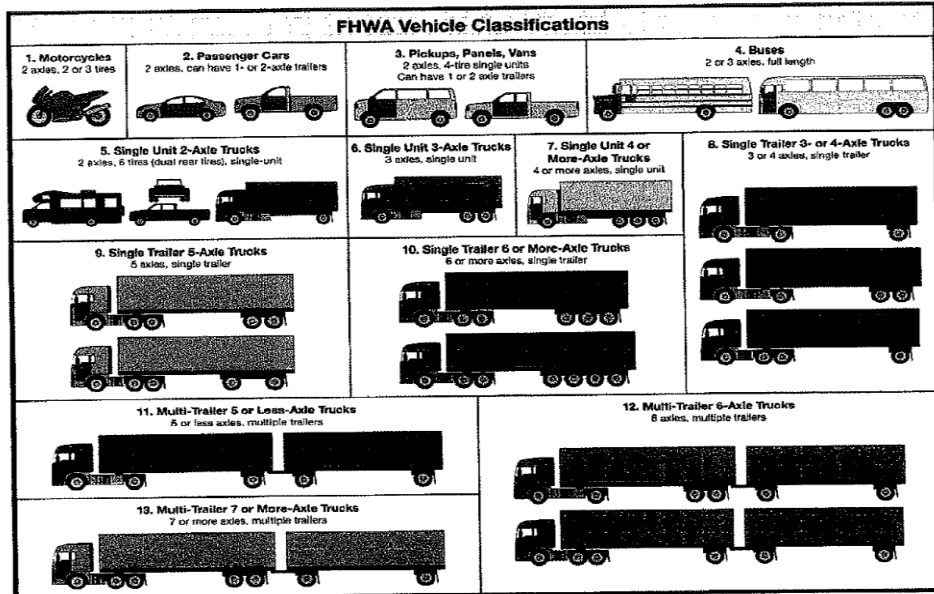 FHWA Vehicle Classifications
1. Motorcycles
2 axles, 2 or 3 tires
2. Passenger Cars
2 axles, can have 1- or 2-axle trailers
3. Pickups, Panels, Vans
2 axles, 4-tire single units
Can have 1 or 2 axle trailers
4. Buses
2 or 3 axles, full length
5. Single Unit 2-Axle Trucks
2 axles, 6 tires (dual rear tires), single-unit
6. Single Unit 3-Axle Trucks
3 axles, single unit
7. Single Unit 4 or
More-Axle Trucks
4 or more axles, single unit
8. Single Trailer 3- or 4-Axle Trucks
3 or 4 axles, single trailer
9. Single Trailer 5-Axle Trucks
5 axles, single trailer
10. Single Trailer 6 or More-Axle Trucks
6 or more axles, single trailer
11. Multi-Trailer 5 or Less-Axle Trucks
5 or less axles, multiple trailers
12. Multi-Trailer 6-Axle Trucks
6 axles, multiple trailers
13. Multi-Trailer 7 or More-Axle Trucks
7 or more axles, multiple trailers